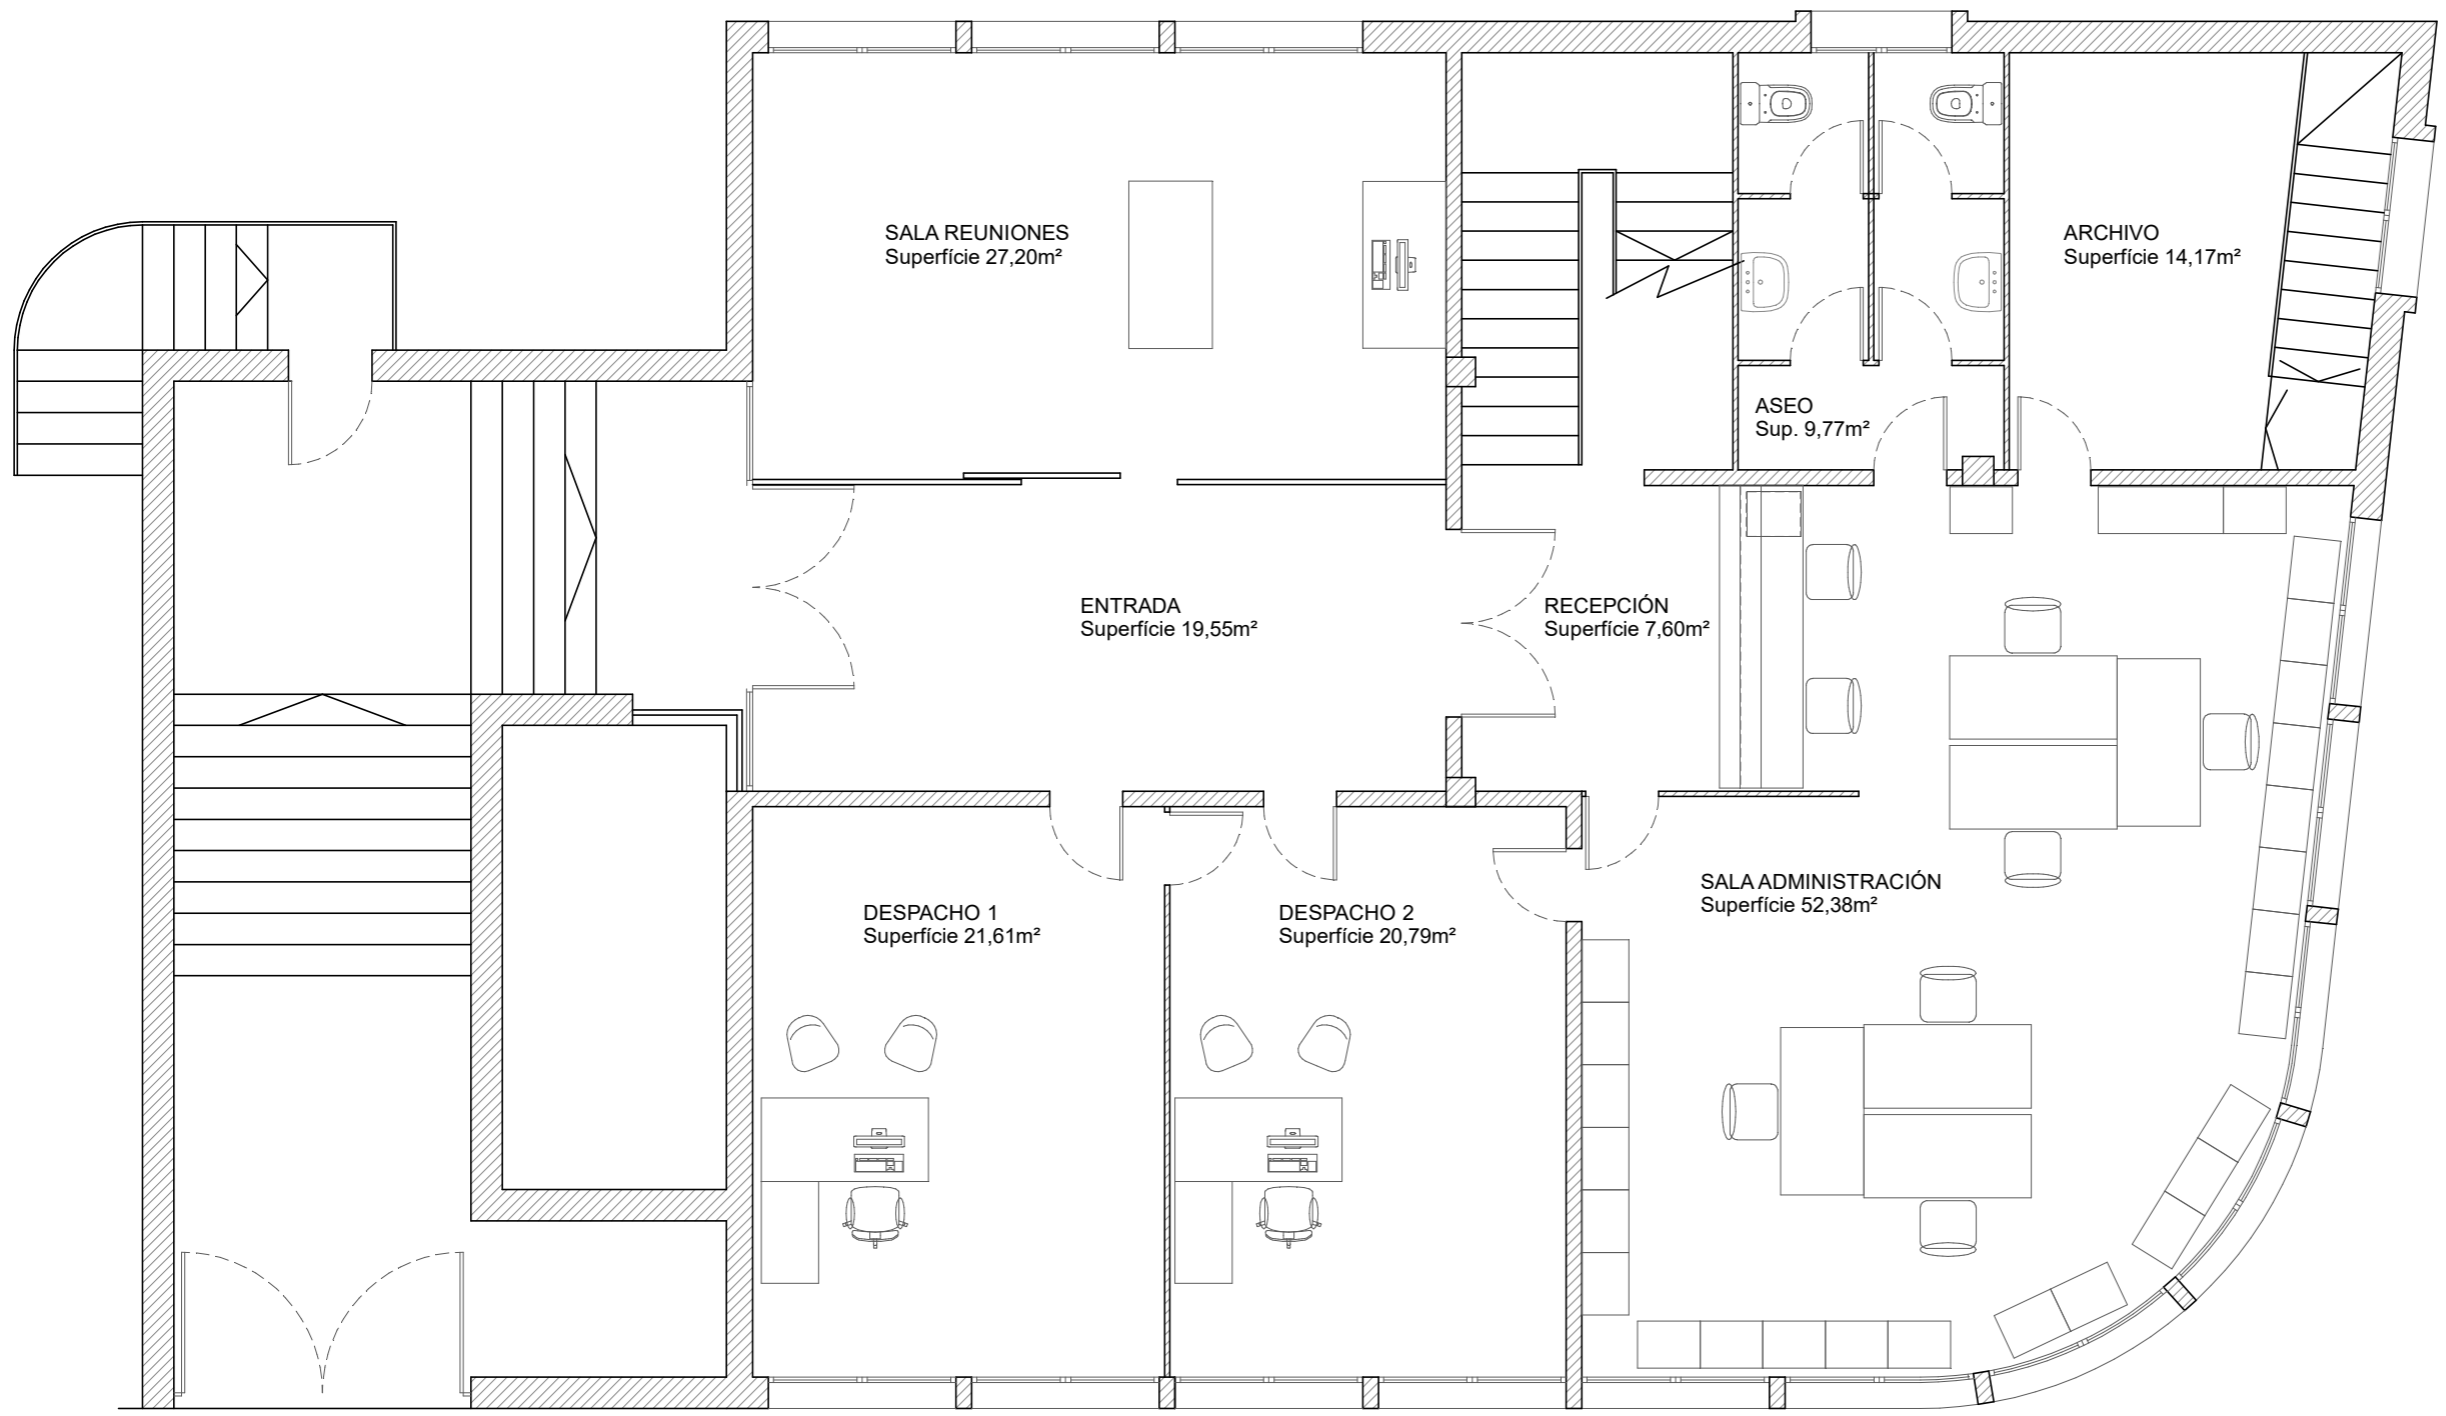 SALA REUNIONES
Superfície 27,20m²
ARCHIVO
Superfície 14,17m²
ASEO
Sup. 9,77m²
ENTRADA
Superfície 19,55m²
RECEPCIÓN
Superfície 7,60m²
SALA ADMINISTRACIÓN
Superfície 52,38m²
DESPACHO 1
Superfície 21,61m²
DESPACHO 2
Superfície 20,79m²